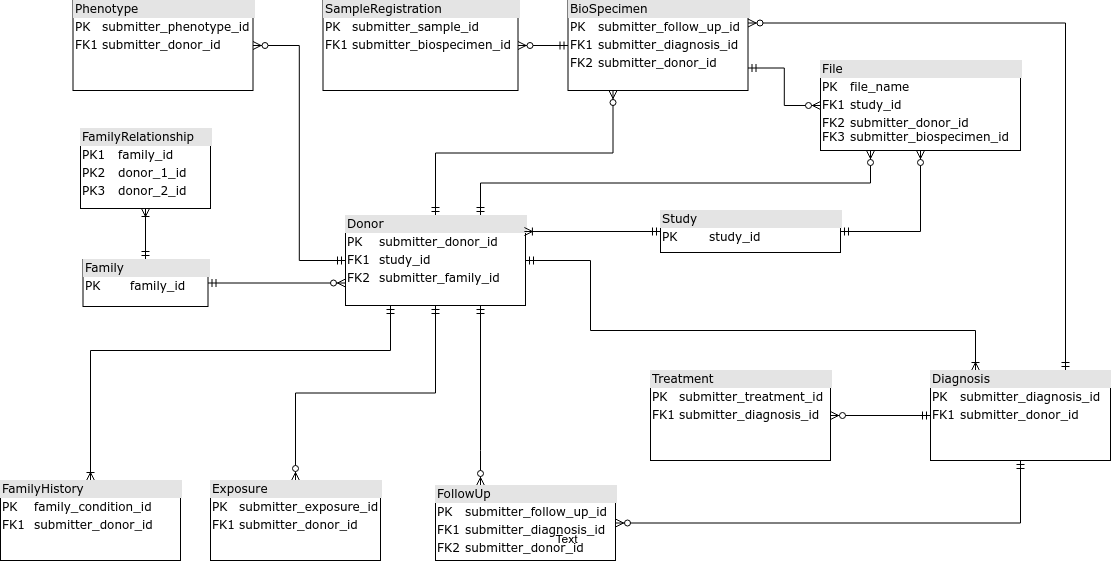 Phenotype
PK submitter_phenotype_id
FK1 submitter_donor_id
SampleRegistration
PK submitter_sample_id
FK1 submitter_biospecimen_id
BioSpecimen
PK submitter_follow_up_id
FK1 submitter_diagnosis_id
FK2 submitter_donor_id
File
PK file_name
FK1 study_id
FK2 submitter_donor_id
FK3 submitter_biospecimen_id
FamilyRelationship
PK1 family_id
PK2 donor_1_id
PK3 donor_2_id
Donor
PK submitter_donor_id
FK1 study_id
FK2 submitter_family_id
Study
PK study_id
Family
PK family_id
Treatment
PK submitter_treatment_id
FK1 submitter_diagnosis_id
Diagnosis
PK submitter_diagnosis_id
FK1 submitter_donor_id
FamilyHistory
PK family_condition_id
FK1 submitter_donor_id
Exposure
PK submitter_exposure_id
FK1 submitter_donor_id
FollowUp
PK submitter_follow_up_id
FK1 submitter_diagnosis_id
Text
FK2 submitter_donor_id